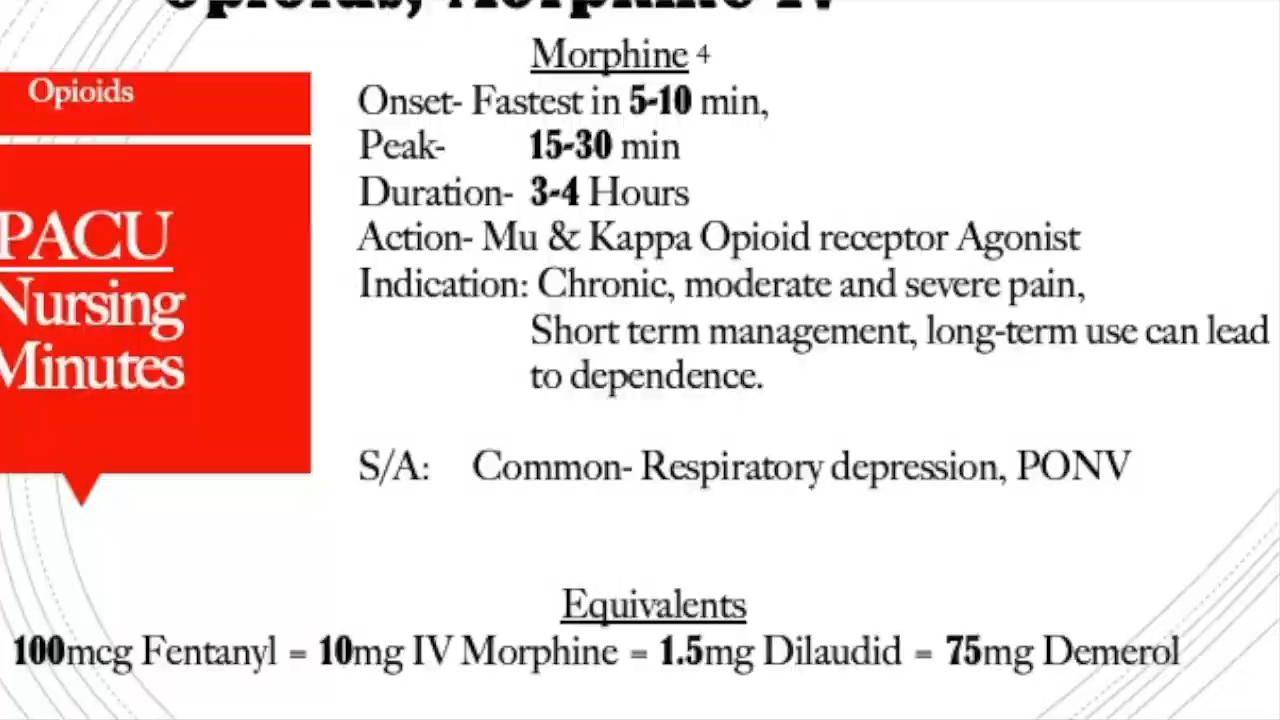 Opioids, Morphine IV
Morphine 4
Opioids
Onset- Fastest in 5-10 min,
Peak- 15-30 min
Duration- 3-4 Hours
Action- Mu & Kappa Opioid receptor Agonist
Indication: Chronic, moderate and severe pain,
Short term management, long-term use can lead
to dependence.
PACU
Nursing
Minutes
S/A: Common- Respiratory depression, PONV
Equivalents
100mcg Fentanyl = 10mg IV Morphine = 1.5mg Dilaudid = 75mg Demerol